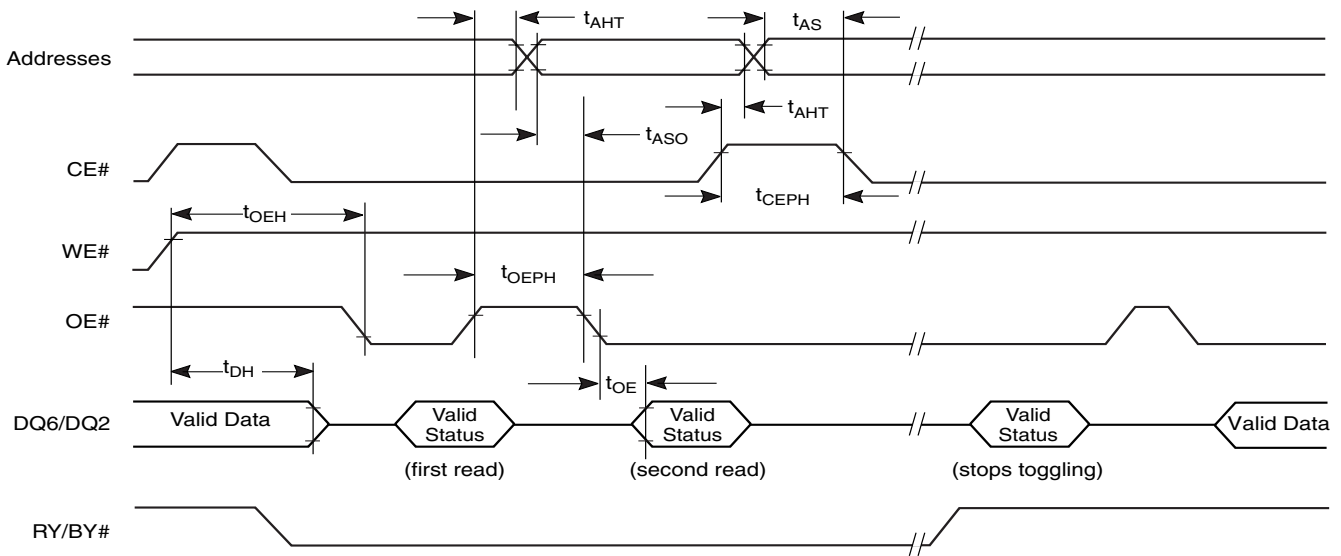 tAHT
tAS
Addresses
tAHT
tASO
CE#
tCEPH
tOEH
WE#
tOEPH
OE#
tDH
tOE
DQ6/DQ2
Valid Data
Valid
Status
Valid
Status
Valid
Status
Valid Data
(first read)
(second read)
(stops toggling)
RY/BY#